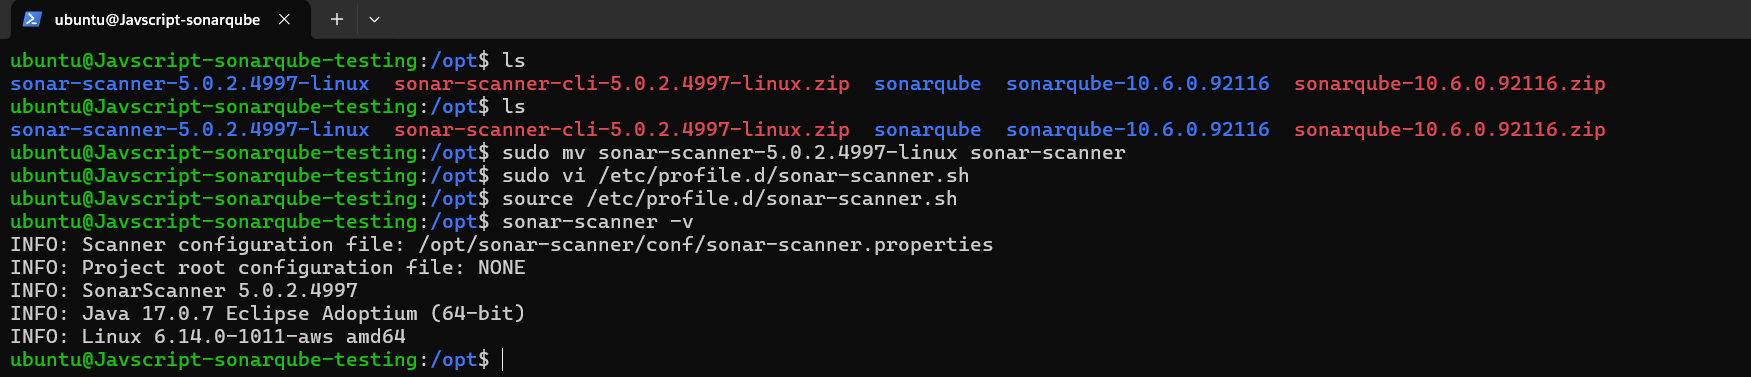 ubuntu@Javscript-sonarqube
ubuntu@Javscript-sonarqube-testing:/opt$ ls
sonar-scanner-5.0.2.4997-linux  sonar-scanner-cli-5.0.2.4997-linux.zip  sonarqube  sonarqube-10.6.0.92116  sonarqube-10.6.0.92116.zip
ubuntu@Javscript-sonarqube-testing:/opt$ ls
sonar-scanner-5.0.2.4997-linux  sonar-scanner-cli-5.0.2.4997-linux.zip  sonarqube  sonarqube-10.6.0.92116  sonarqube-10.6.0.92116.zip
ubuntu@Javscript-sonarqube-testing:/opt$ sudo mv sonar-scanner-5.0.2.4997-linux sonar-scanner
ubuntu@Javscript-sonarqube-testing:/opt$ sudo vi /etc/profile.d/sonar-scanner.sh
ubuntu@Javscript-sonarqube-testing:/opt$ source /etc/profile.d/sonar-scanner.sh
ubuntu@Javscript-sonarqube-testing:/opt$ sonar-scanner -v
INFO: Scanner configuration file: /opt/sonar-scanner/conf/sonar-scanner.properties
INFO: Project root configuration file: NONE
INFO: SonarScanner 5.0.2.4997
INFO: Java 17.0.7 Eclipse Adoptium (64-bit)
INFO: Linux 6.14.0-1011-aws amd64
ubuntu@Javscript-sonarqube-testing:/opt$